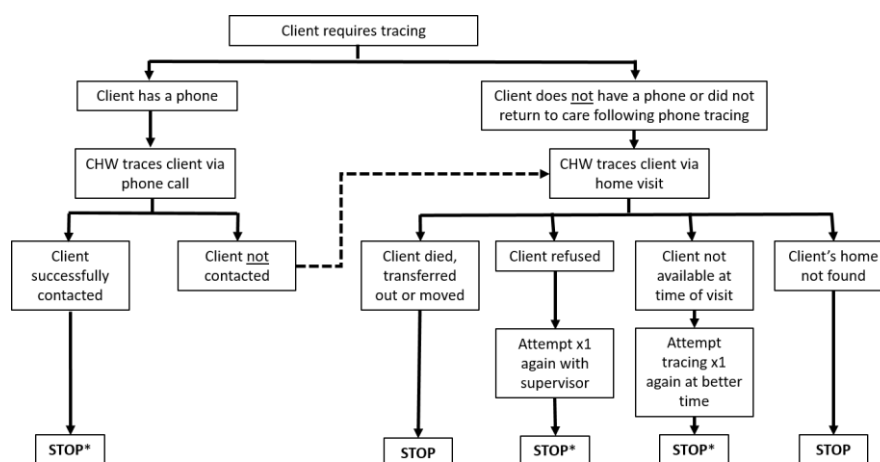 Client requires tracing
Client has a phone
Client does not have a phone or did not
return to care following phone tracing
CHW traces client via
phone call
CHW traces client via
home visit
Client
successfully
contacted
Client not
contacted
Client died,
transferred
out or moved
Client refused
Client not
available at
time of visit
Client’s home
not found
Attempt x1
again with
supervisor
Attempt
tracing x1
again at better
time
STOP*
STOP
STOP*
STOP*
STOP